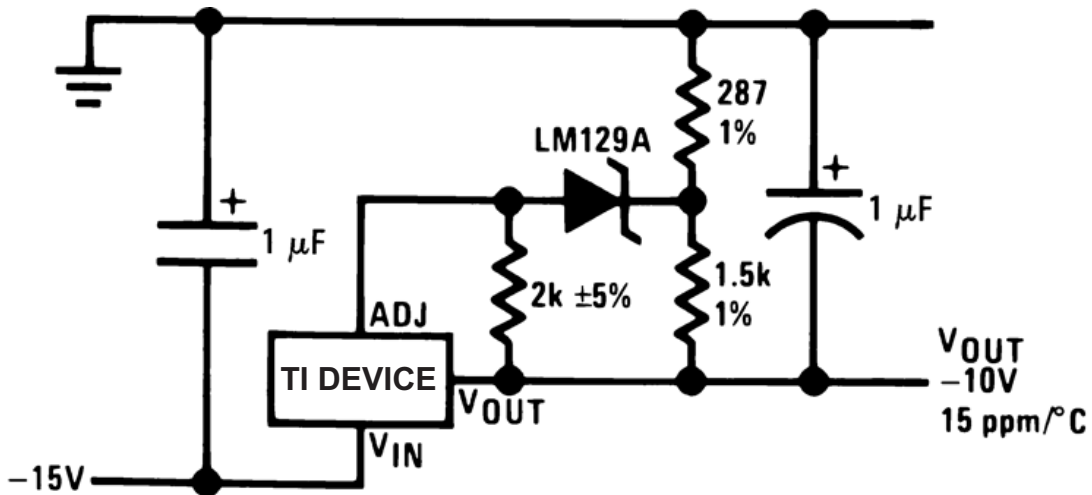 287
1%
LM129A
+
1 μF
+
1 μF
2k ±5%
1.5k
1%
ADJ
TI DEVICE
VOUT
VIN
VOUT
-10V
15 ppm/°C
-15V